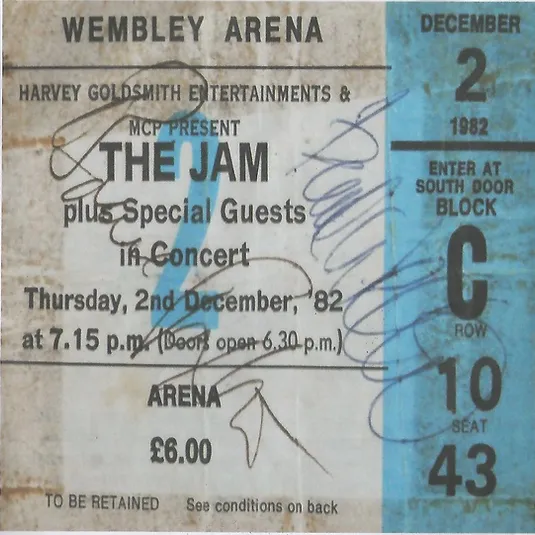 WEMBLEY ARENA
HARVEY GOLDSMITH ENTERTAINMENTS &
MCP PRESENT
THE JAM
plus Special Guests
in Concert
Thursday, 2nd December, '82
at 7.15 p.m. (Doors open 6.30 p.m.)
ARENA
£6.00
TO BE RETAINED See conditions on back
2
DECEMBER
2
1982
ENTER AT
SOUTH DOOR
BLOCK
C
ROW
10
SEAT
43